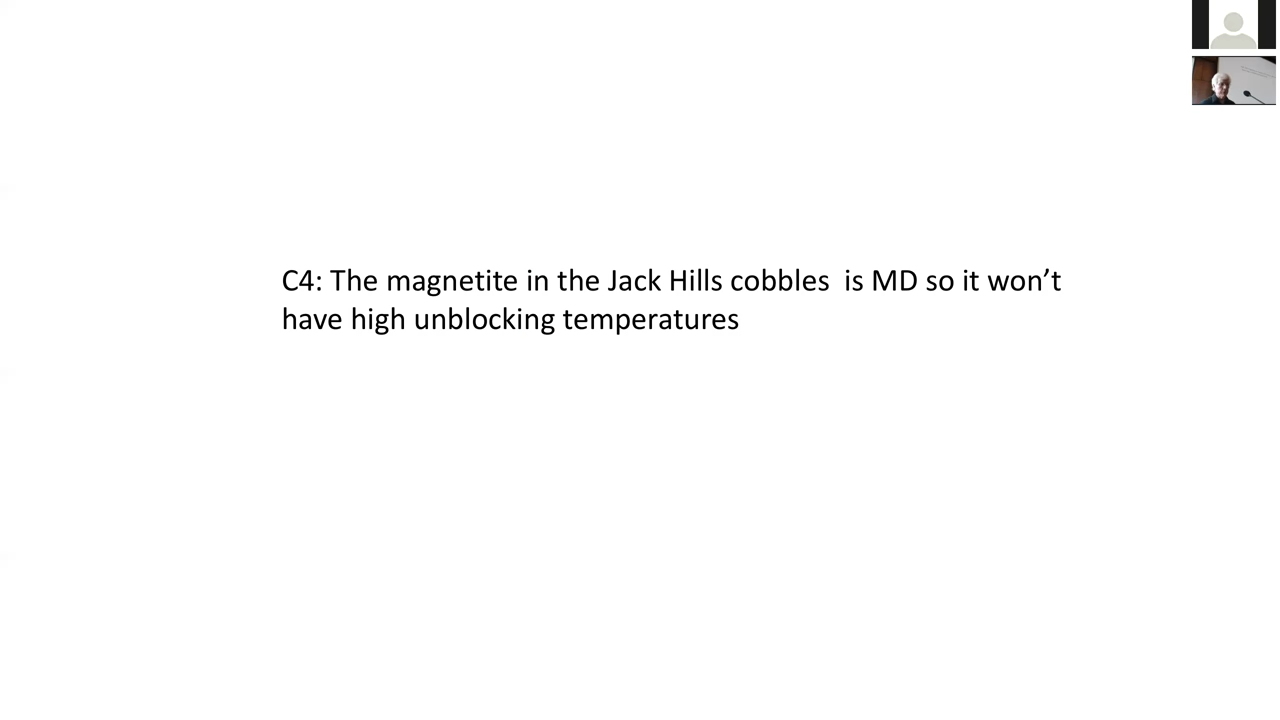 C4: The magnetite in the Jack Hills cobbles  is MD so it won’t
have high unblocking temperatures